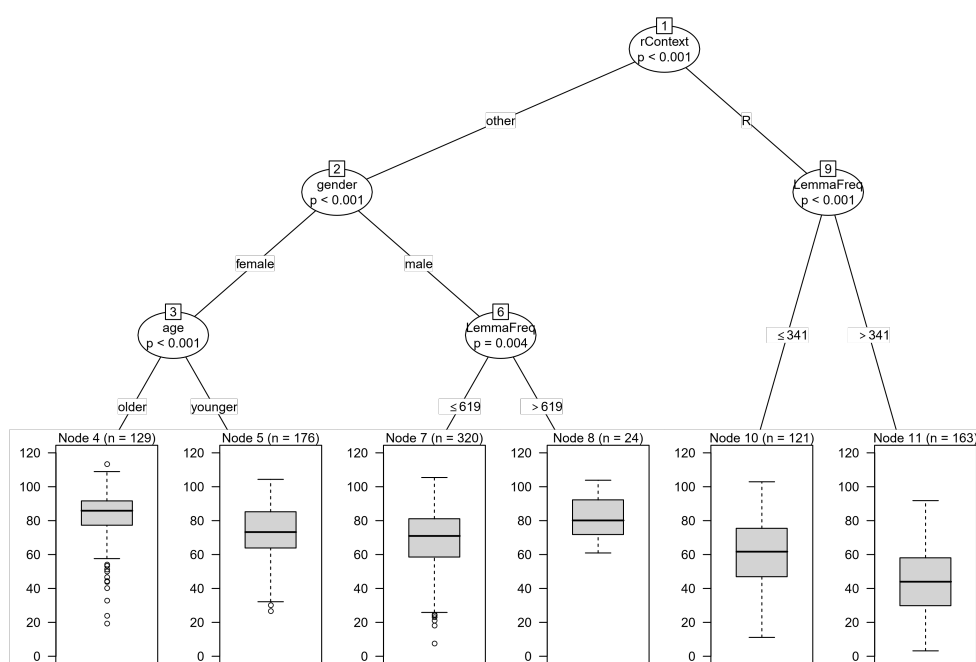 1
rContext
p < 0.001
other
R
2
gender
p < 0.001
9
LemmaFreq
p < 0.001
female
male
3
age
p < 0.001
6
LemmaFreq
p = 0.004
≤ 341
> 341
older
younger
≤ 619
> 619
Node 4 (n = 129)
Node 5 (n = 176)
Node 7 (n = 320)
Node 8 (n = 24)
Node 10 (n = 121)
Node 11 (n = 163)
120 120 120 120 120 120
100 100 100 100 100 100
80 80 80 80 80 80
60 60 60 60 60 60
40 40 40 40 40 40
20 20 20 20 20 20
0 0 0 0 0 0